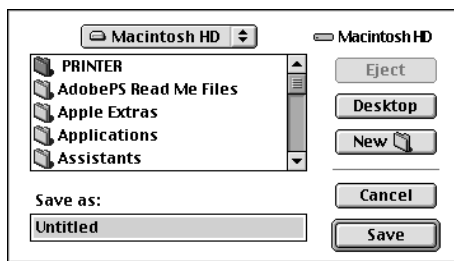 Macintosh HD
Macintosh HD
PRINTER
AdobePS Read Me Files
Apple Extras
Applications
Assistants
Eject
Desktop
New
Save as:
Untitled
Cancel
Save